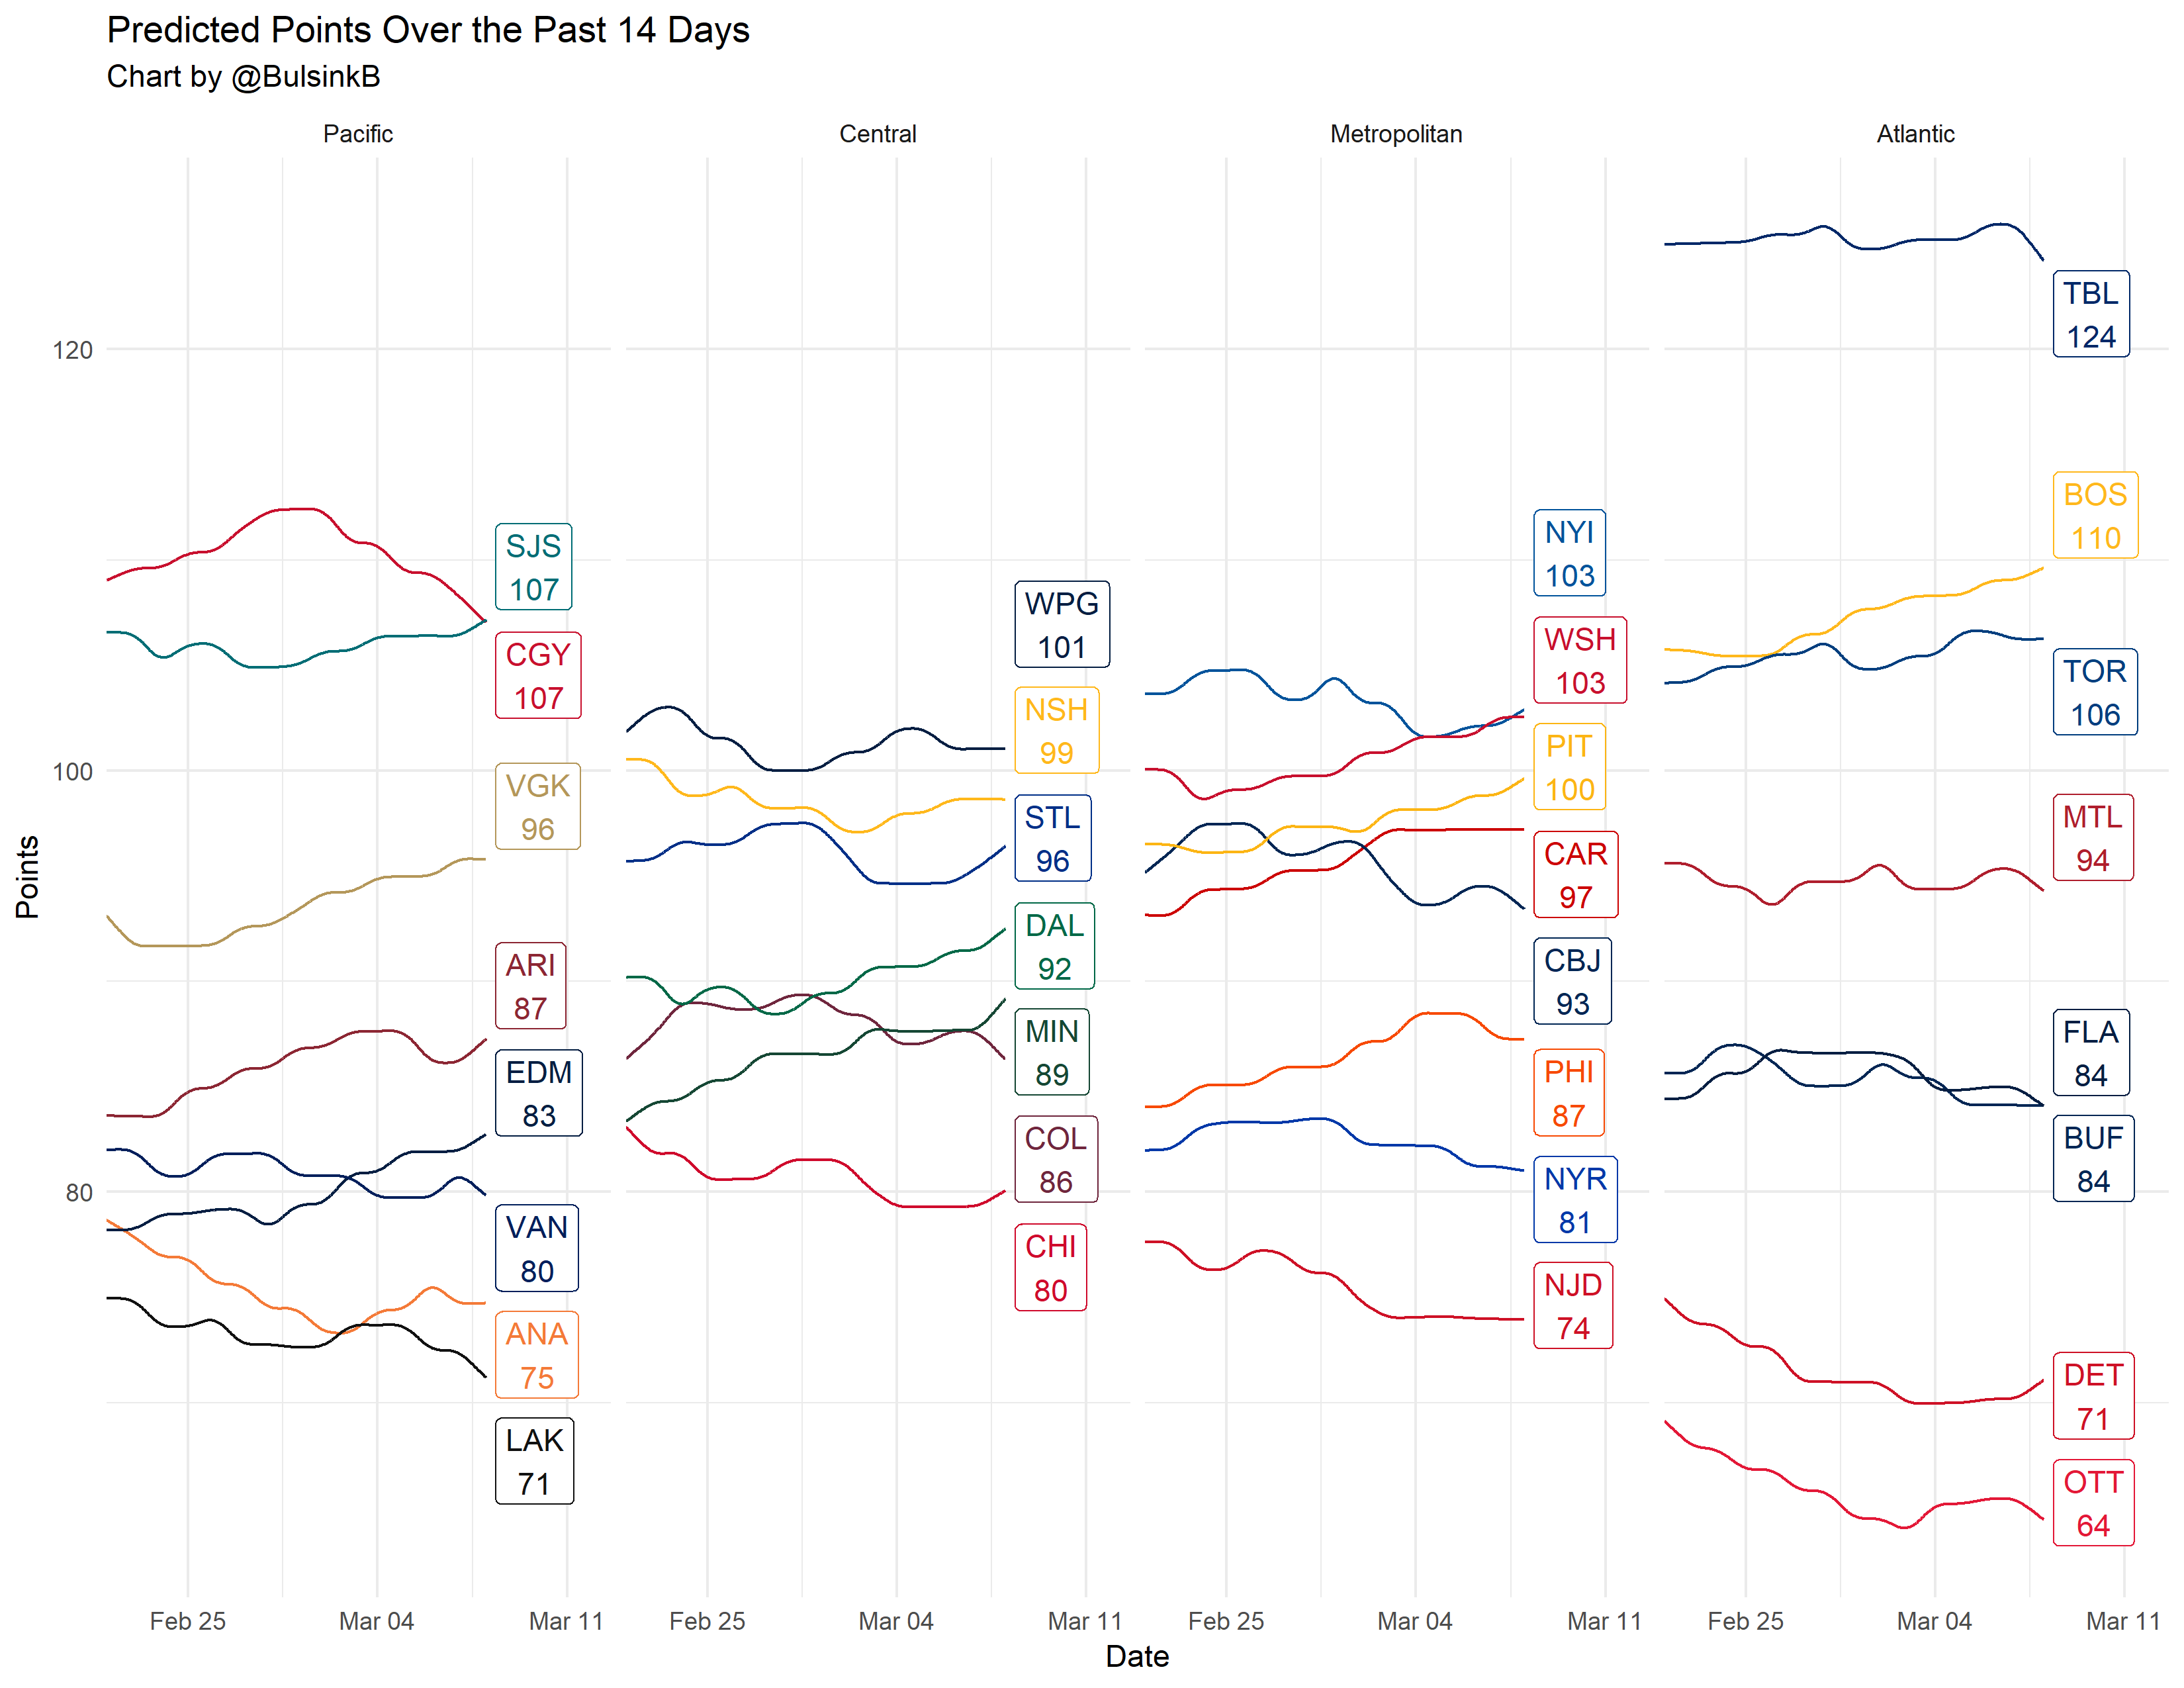 Predicted Points Over the Past 14 Days
Chart by @BulsinkB
Pacific
Central
Metropolitan
Atlantic
Points
120
100
80
SJS
107
CGY
107
VGK
96
ARI
87
EDM
83
VAN
80
ANA
75
LAK
71
WPG
101
NSH
99
STL
96
DAL
92
MIN
89
COL
86
CHI
80
NYI
103
WSH
103
PIT
100
CAR
97
CBJ
93
PHI
87
NYR
81
NJD
74
TBL
124
BOS
110
TOR
106
MTL
94
FLA
84
BUF
84
DET
71
OTT
64
Feb 25 Mar 04 Mar 11
Feb 25 Mar 04 Mar 11
Feb 25 Mar 04 Mar 11
Feb 25 Mar 04 Mar 11
Date